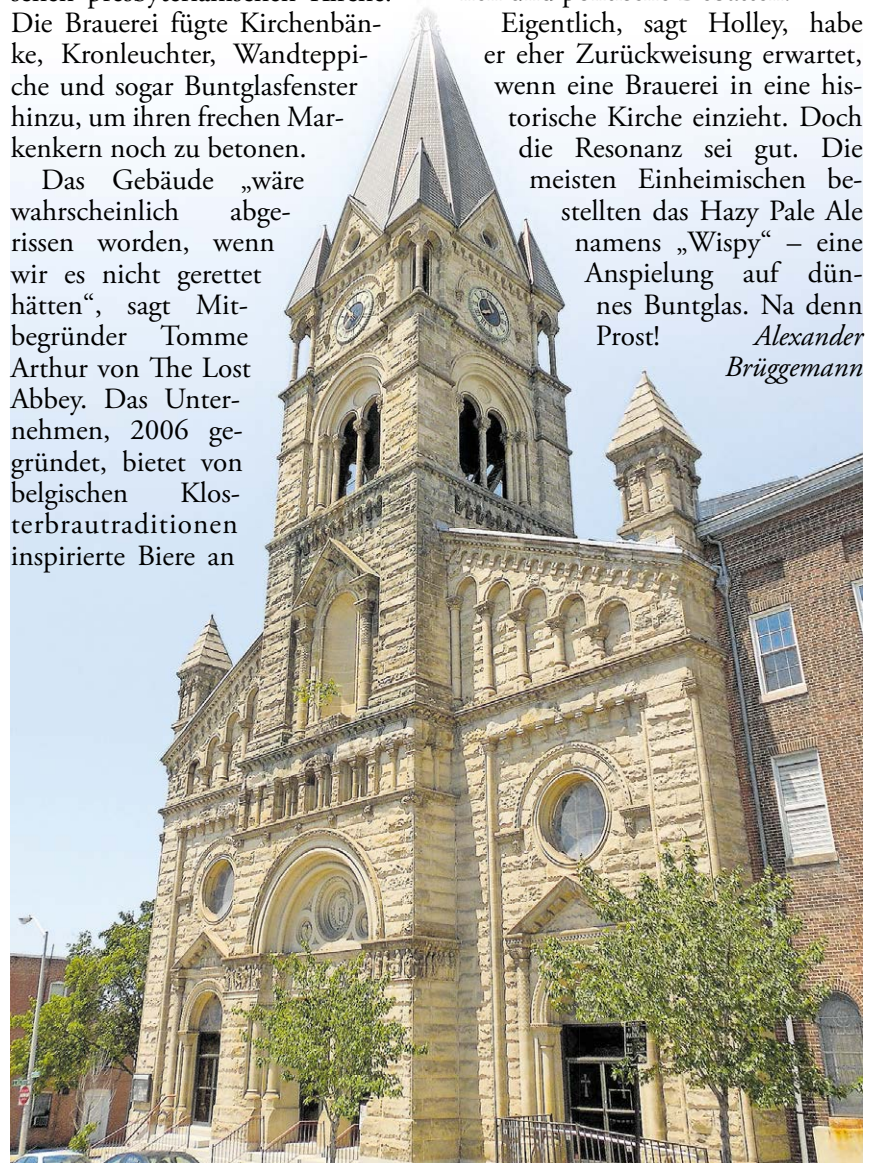 Die Brauerei fügte Kirchenbän-
ke, Kronleuchter, Wandteppi-
che und sogar Buntglasfenster
hinzu, um ihren frechen Mar-
kenkern noch zu betonen.
Das Gebäude „wäre
wahrscheinlich abge-
rissen worden, wenn
wir es nicht gerettet
hätten“, sagt Mit-
begründer Tomme
Arthur von The Lost
Abbey. Das Unter-
nehmen, 2006 ge-
gründet, bietet von
belgischen Klos-
terbrautraditionen
inspirierte Biere an
Eigentlich, sagt Holley, habe
er eher Zurückweisung erwartet,
wenn eine Brauerei in eine his-
torische Kirche einzieht. Doch
die Resonanz sei gut. Die
meisten Einheimischen be-
stellten das Hazy Pale Ale
namens „Wispy“ – eine
Anspielung auf dün-
nes Buntglas. Na denn
Prost! Alexander
Brüggemann